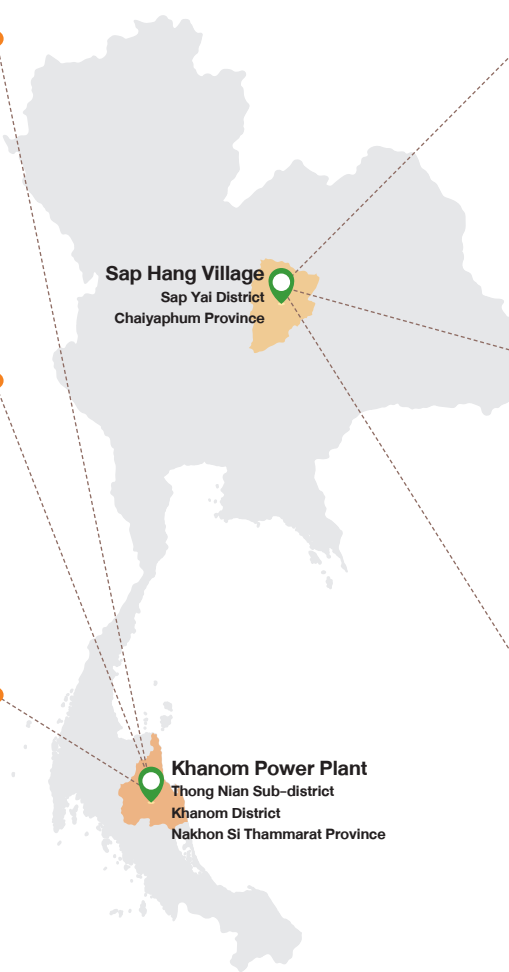 Sap Hang Village
Sap Yai District
Chaiyaphum Province
Khanom Power Plant
Thong Nian Sub-district
Khanom District
Nakhon Si Thammarat Province